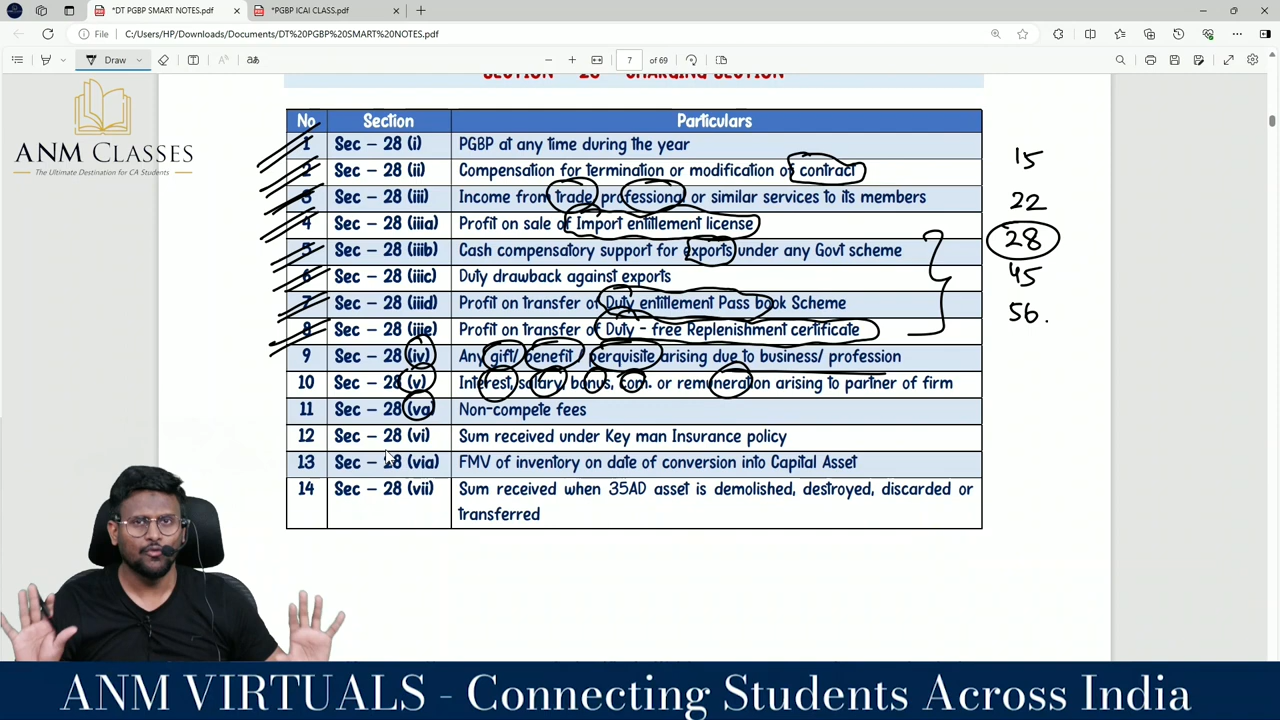 *DT PGBP SMART NOTES.pdf
*PGBP ICAI CLASS.pdf
File
C:/Users/HP/Downloads/Documents/DT%20PGBP%20SMART%20NOTES.pdf
Draw
7 of 69
SECTION - 28 - CHARGING SECTION
ANM CLASSES
The Ultimate Destination for CA Students
No Section Particulars
1 Sec – 28 (i) PGBP at any time during the year
2 Sec – 28 (ii) Compensation for termination or modification of contract
3 Sec – 28 (iii) Income from trade professional or similar services to its members
4 Sec – 28 (iiia) Profit on sale of Import entitlement license
5 Sec – 28 (iiib) Cash compensatory support for exports under any Govt scheme
6 Sec – 28 (iiic) Duty drawback against exports
7 Sec – 28 (iiid) Profit on transfer of Duty entitlement Pass book Scheme
8 Sec – 28 (iiie) Profit on transfer of Duty – free Replenishment certificate
9 Sec – 28 (iv) Any gift/ benefit/ perquisite arising due to business/ profession
10 Sec – 28 (v) Interest, salary, bonus, com. or remuneration arising to partner of firm
11 Sec – 28 (va) Non-compete fees
12 Sec – 28 (vi) Sum received under Key man Insurance policy
13 Sec – 28 (via) FMV of inventory on date of conversion into Capital Asset
14 Sec – 28 (vii) Sum received when 35AD asset is demolished, destroyed, discarded or
transferred
15
22
28
45
56.
ANM VIRTUALS - Connecting Students Across India